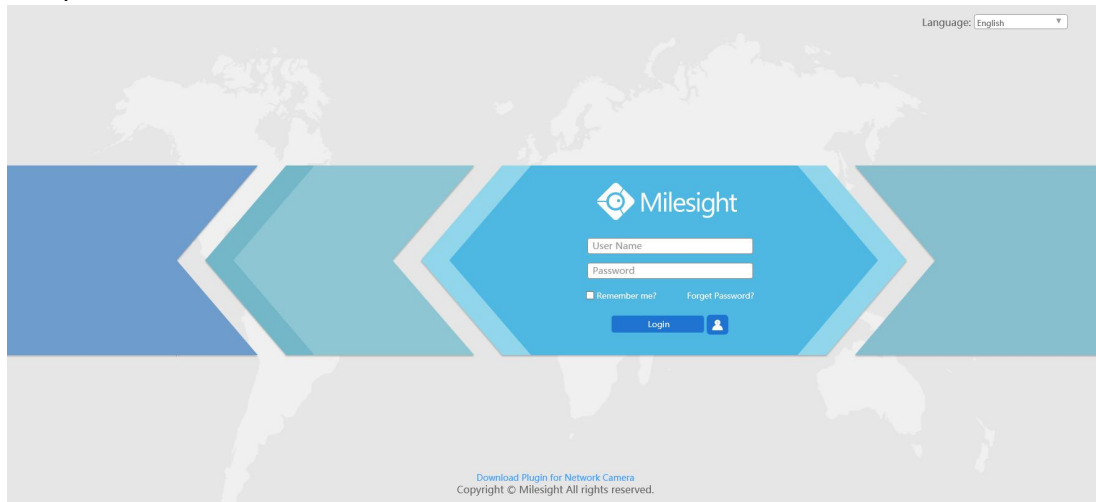 Language: English
Milesight
User Name
Password
Remember me? Forget Password?
Login
Download Plugin for Network Camera
Copyright © Milesight All rights reserved.